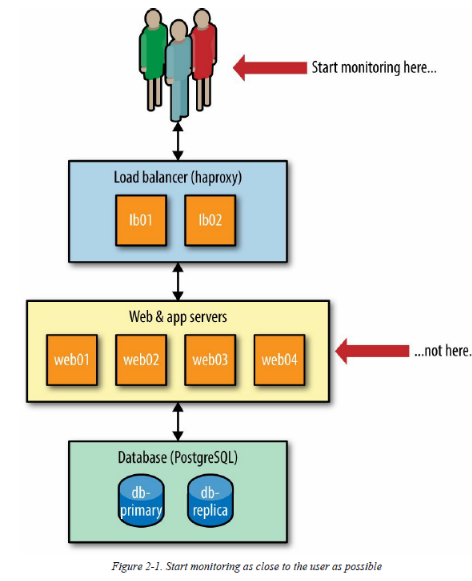 Start monitoring here...
Load balancer (haproxy)
lb01 lb02
Web & app servers
web01 web02 web03 web04
...not here.
Database (PostgreSQL)
db-
primary
db-
replica
Figure 2-1. Start monitoring as close to the user as possible